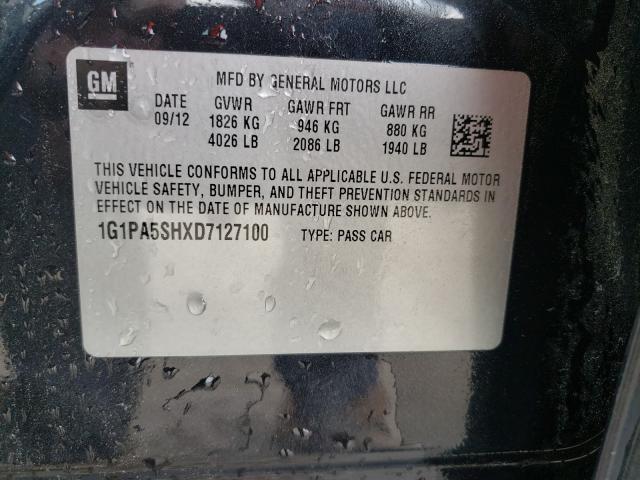 GM
MFD BY GENERAL MOTORS LLC
DATE GVWR GAWR FRT GAWR RR
09/12 1826 KG 946 KG 880 KG
4026 LB 2086 LB 1940 LB
THIS VEHICLE CONFORMS TO ALL APPLICABLE U.S. FEDERAL MOTOR
VEHICLE SAFETY, BUMPER, AND THEFT PREVENTION STANDARDS IN
EFFECT ON THE DATE OF MANUFACTURE SHOWN ABOVE.
1G1PA5SHXD7127100 TYPE: PASS CAR